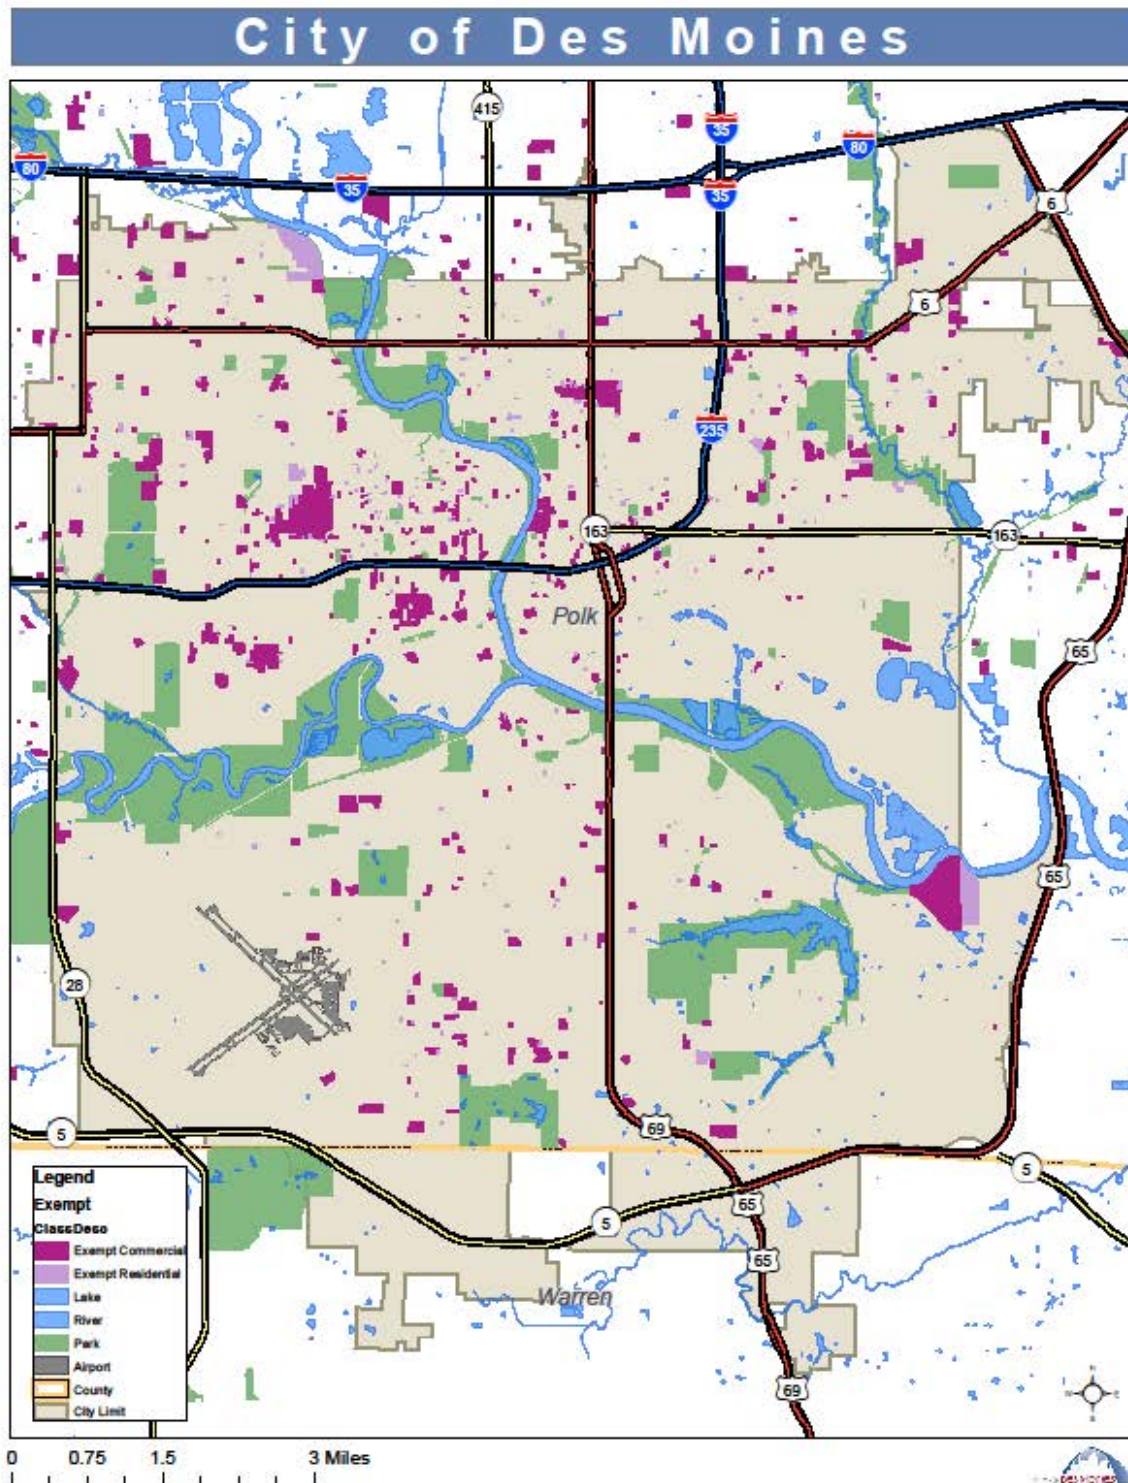 City of Des Moines
415
35
80
80
35
35
6
6
235
163
163
Polk
65
65
28
69
5
5
65
5
65
Warren
69
Legend
Exempt
ClassDesc
Exempt Commercial
Exempt Residential
Lake
River
Park
Airport
County
City Limit
N
W E
S
0 0.75 1.5 3 Miles